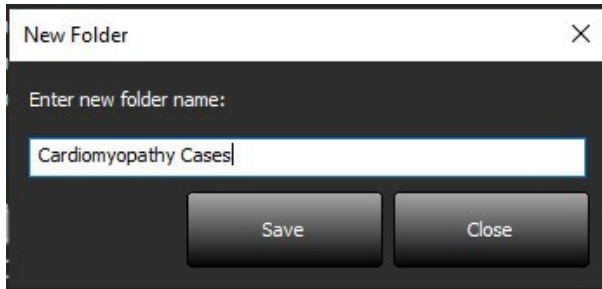 New Folder
Enter new folder name:
Cardiomyopathy Cases
Save
Close